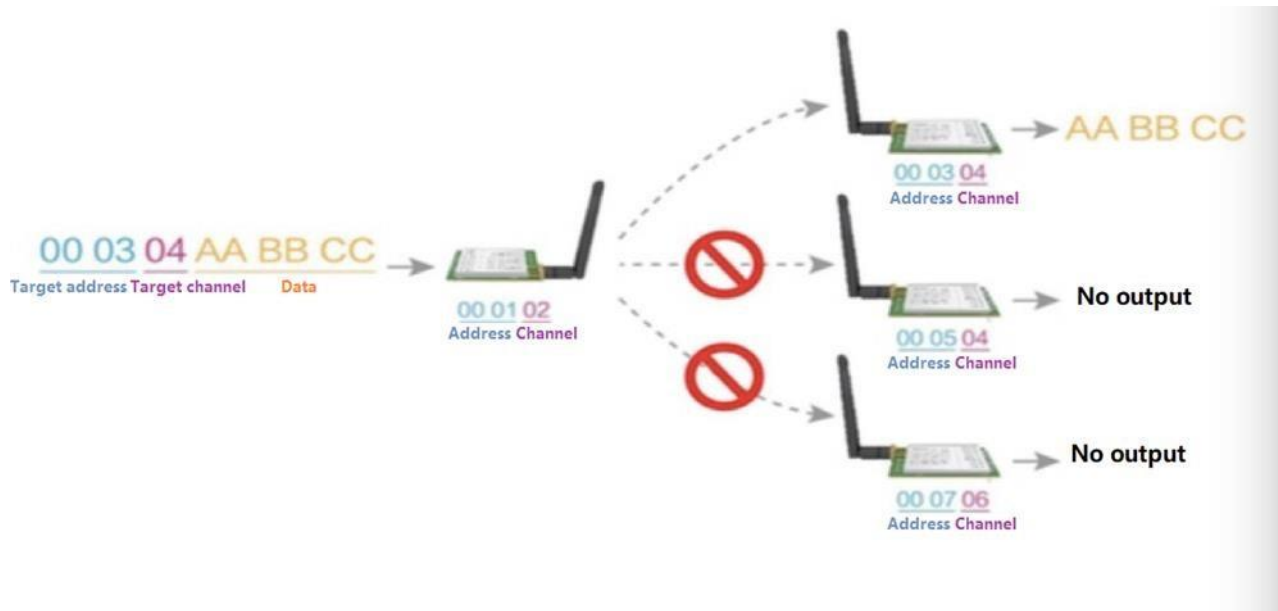 AA BB CC
00 03 04
Address Channel
00 03 04 AA BB CC
Target address Target channel Data
00 01 02
Address Channel
No output
00 05 04
Address Channel
No output
00 07 06
Address Channel